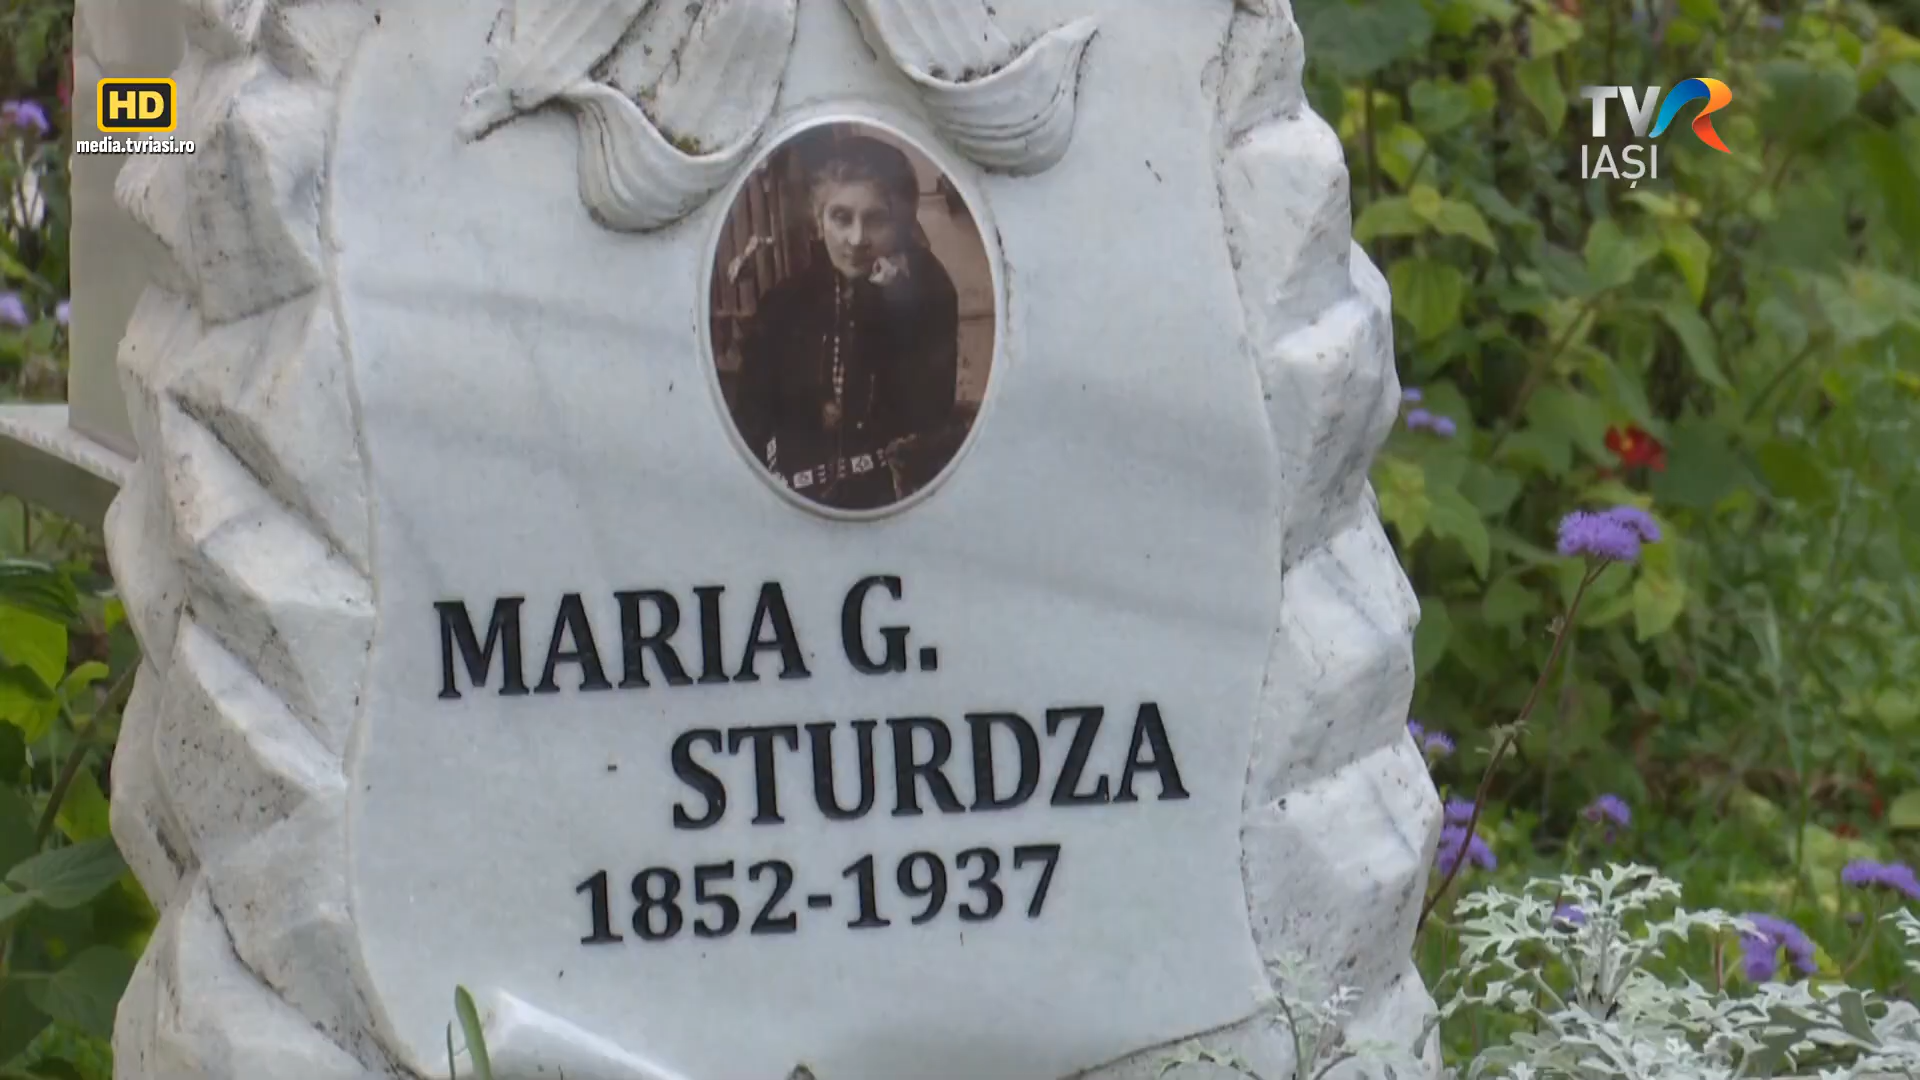 HD
media.tvriasi.ro
TVR
IAȘI
MARIA G.
STURDZA
1852-1937